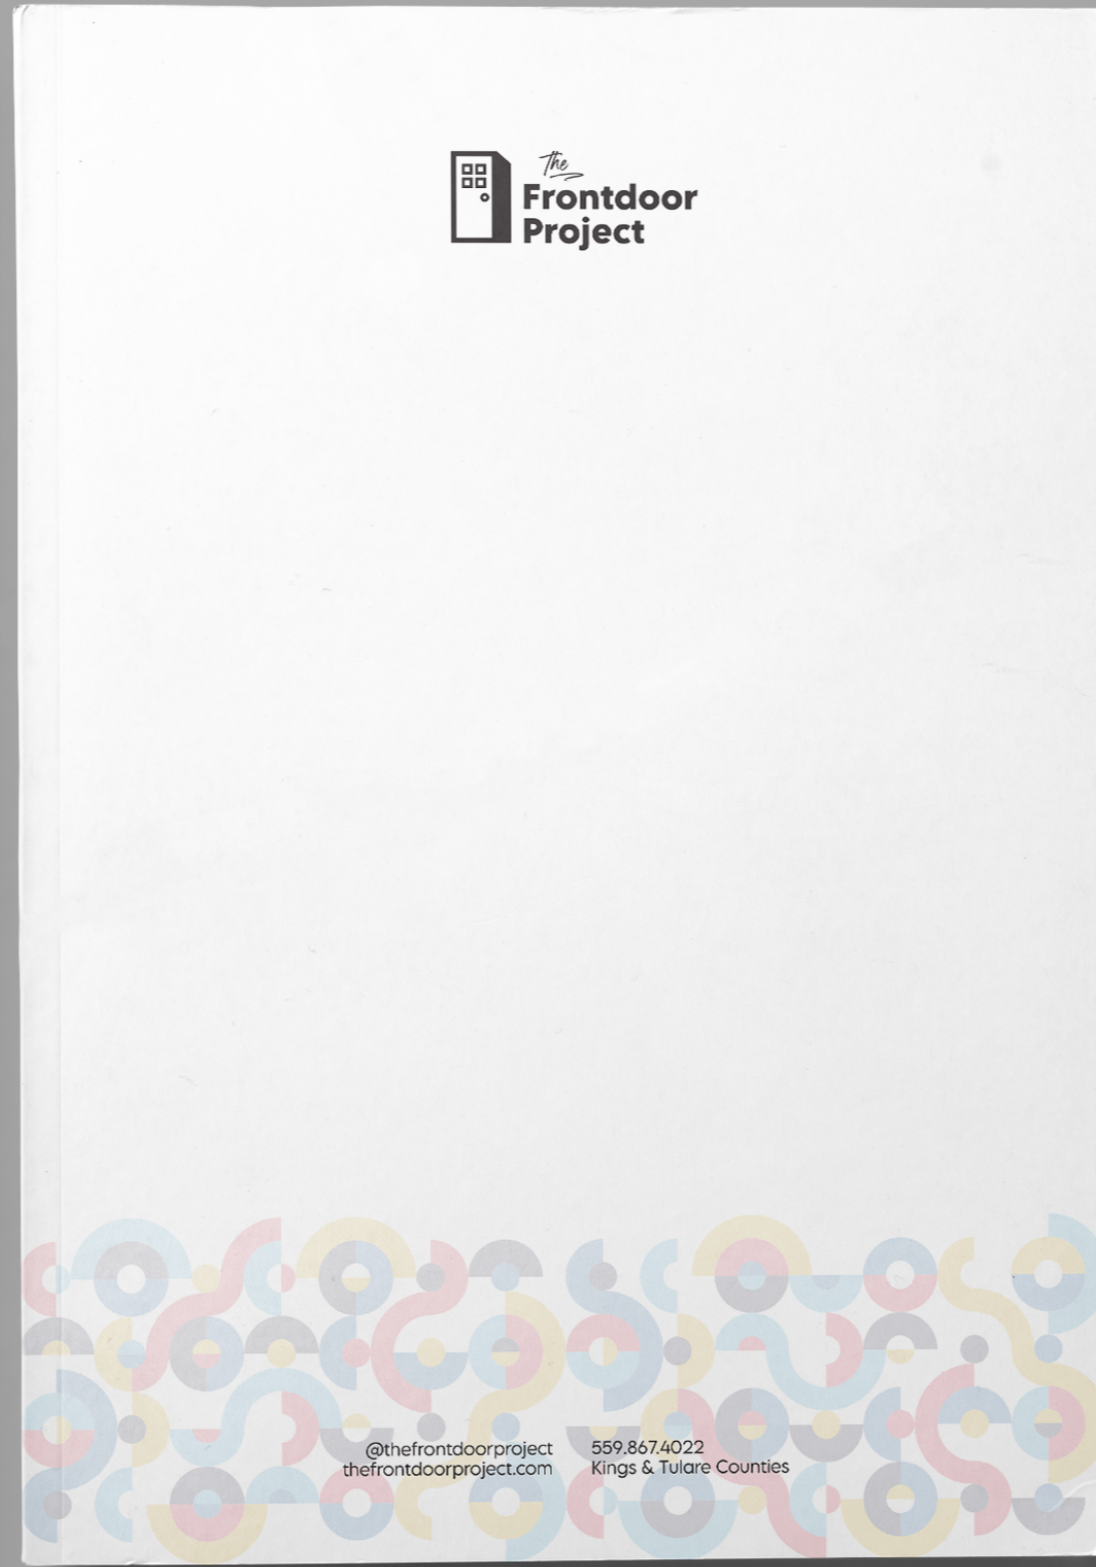 The
Frontdoor
Project
@thefrontdoorproject
thefrontdoorproject.com
559.867.4022
Kings & Tulare Counties